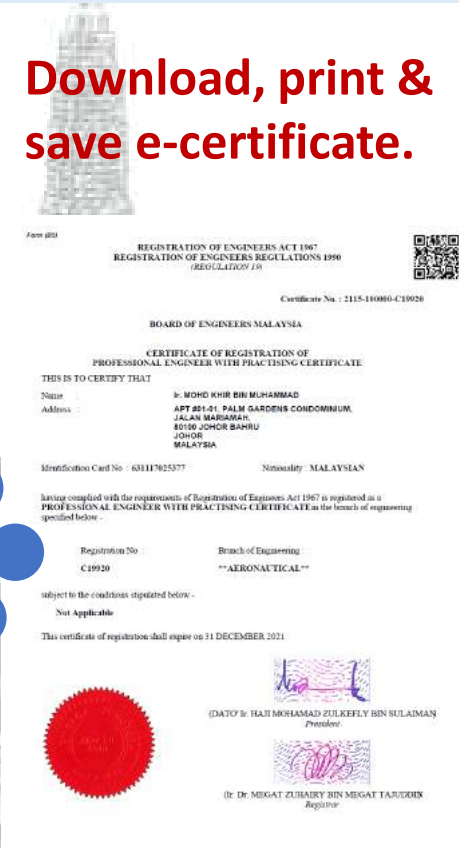 Download, print &
save e-certificate.
Form (B5)
REGISTRATION OF ENGINEERS ACT 1967
REGISTRATION OF ENGINEERS REGULATIONS 1990
(REGULATION 19)
Certificate No. : 2115-100000-C19920
BOARD OF ENGINEERS MALAYSIA
CERTIFICATE OF REGISTRATION OF
PROFESSIONAL ENGINEER WITH PRACTISING CERTIFICATE
THIS IS TO CERTIFY THAT
Name : Ir. MOHD KHIR BIN MUHAMMAD
Address : APT #01-01, PALM GARDENS CONDOMINIUM,
JALAN MARIAMAH,
80100 JOHOR BAHRU
JOHOR
MALAYSIA
Identification Card No : 631117025377 Nationality : MALAYSIAN
having complied with the requirements of Registration of Engineers Act 1967 is registered as a
PROFESSIONAL ENGINEER WITH PRACTISING CERTIFICATE in the branch of engineering
specified below -
Registration No : Branch of Engineering
C19920 **AERONAUTICAL**
subject to the conditions stipulated below -
Not Applicable
This certificate of registration shall expire on 31 DECEMBER 2021
(DATO' Ir. HAJI MOHAMAD ZULKEFLY BIN SULAIMAN)
President
(Ir. Dr. MEGAT ZUHAIRY BIN MEGAT TAJUDDIN
Registrar